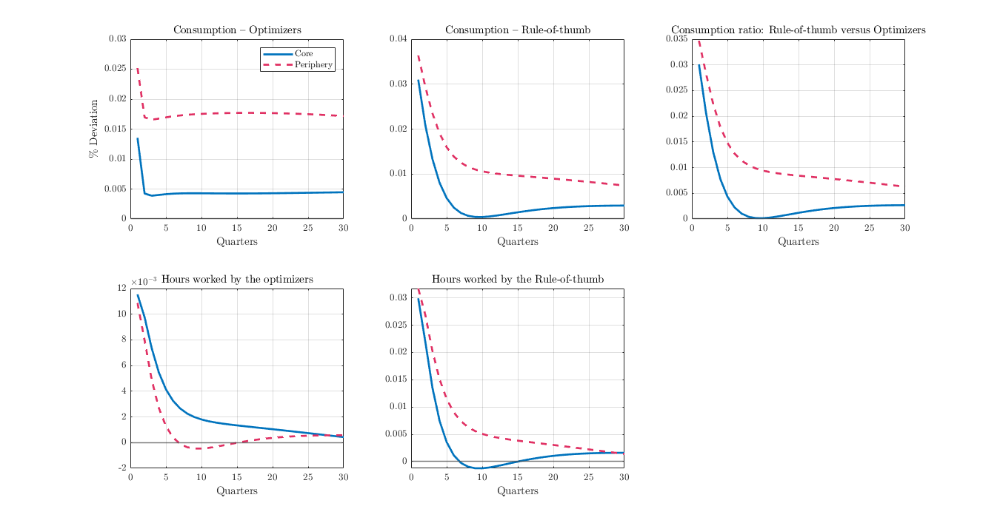 Consumption – Optimizers
0.03
0.025
0.02
0.015
0.01
0.005
0
0 5 10 15 20 25 30
% Deviation
Quarters
Core
Periphery
Consumption – Rule-of-thumb
0.04
0.03
0.02
0.01
0
0 5 10 15 20 25 30
Quarters
Consumption ratio: Rule-of-thumb versus Optimizers
0.035
0.03
0.025
0.02
0.015
0.01
0.005
0
0 5 10 15 20 25 30
Quarters
×10⁻³ Hours worked by the optimizers
12
10
8
6
4
2
0
-2
0 5 10 15 20 25 30
Quarters
Hours worked by the Rule-of-thumb
0.03
0.025
0.02
0.015
0.01
0.005
0
0 5 10 15 20 25 30
Quarters